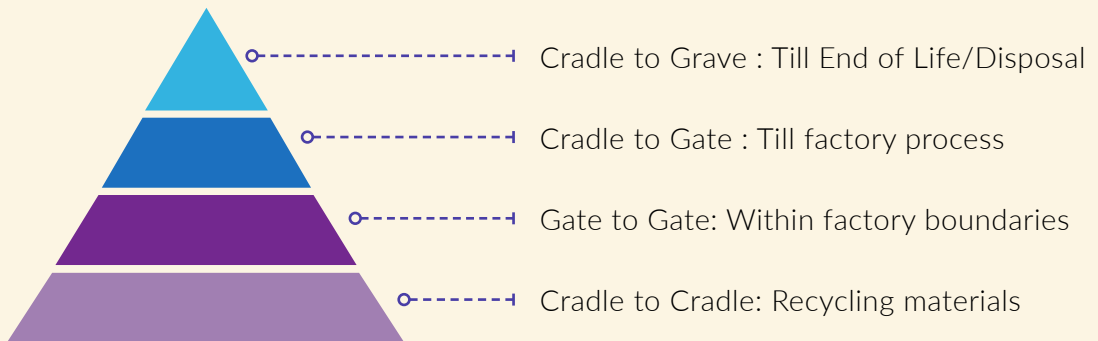 Cradle to Grave : Till End of Life/Disposal
Cradle to Gate : Till factory process
Gate to Gate: Within factory boundaries
Cradle to Cradle: Recycling materials